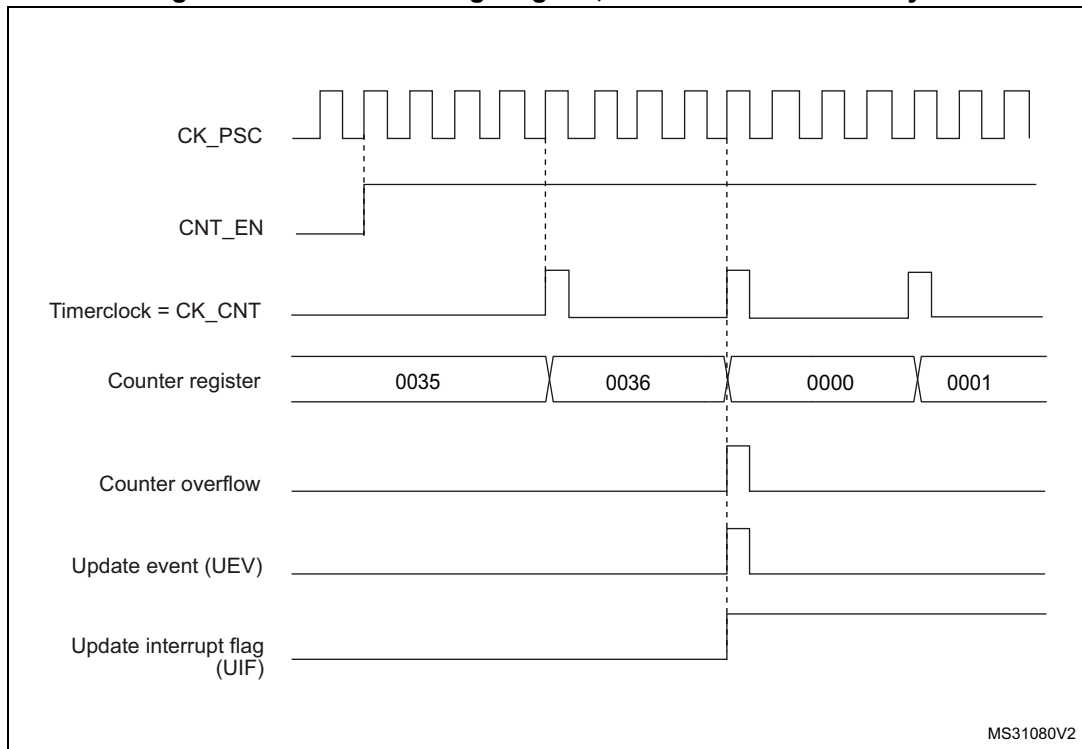 CK_PSC
CNT_EN
Timerclock = CK_CNT
Counter register
0035
0036
0000
0001
Counter overflow
Update event (UEV)
Update interrupt flag
(UIF)
MS31080V2